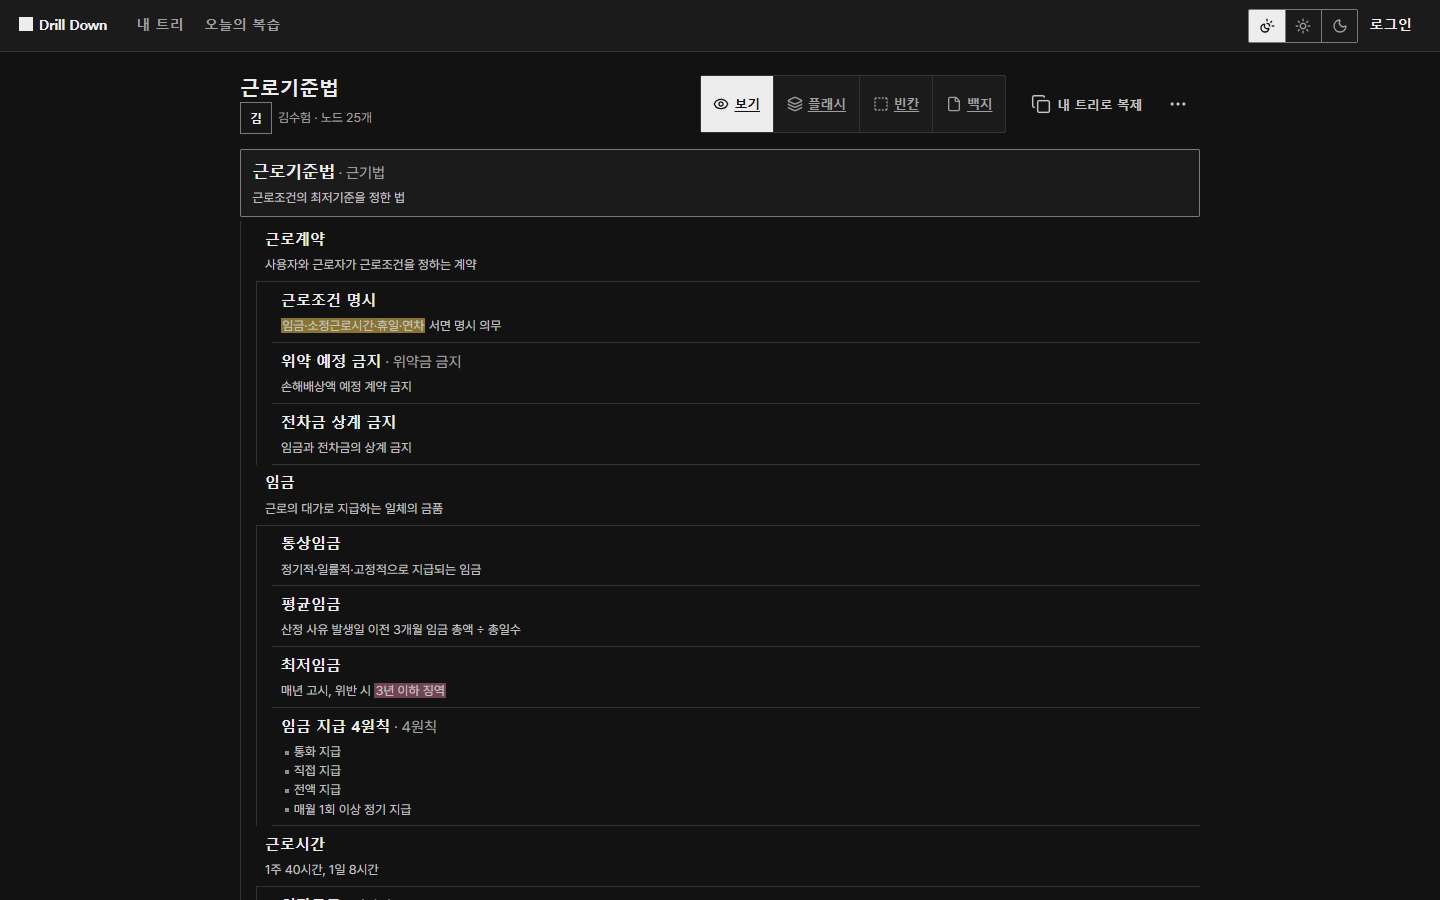 Drill Down 내 트리 오늘의 복습 로그인
근로기준법
김 김수험 · 노드 25개
보기 플래시 빈칸 백지 내 트리로 복제
근로기준법 · 근기법
근로조건의 최저기준을 정한 법
근로계약
사용자와 근로자가 근로조건을 정하는 계약
근로조건 명시
임금·소정근로시간·휴일·연차 서면 명시 의무
위약 예정 금지 · 위약금 금지
손해배상액 예정 계약 금지
전차금 상계 금지
임금과 전차금의 상계 금지
임금
근로의 대가로 지급하는 일체의 금품
통상임금
정기적·일률적·고정적으로 지급되는 임금
평균임금
산정 사유 발생일 이전 3개월 임금 총액 ÷ 총일수
최저임금
매년 고시, 위반 시 3년 이하 징역
임금 지급 4원칙 · 4원칙
통화 지급
직접 지급
전액 지급
매월 1회 이상 정기 지급
근로시간
1주 40시간, 1일 8시간